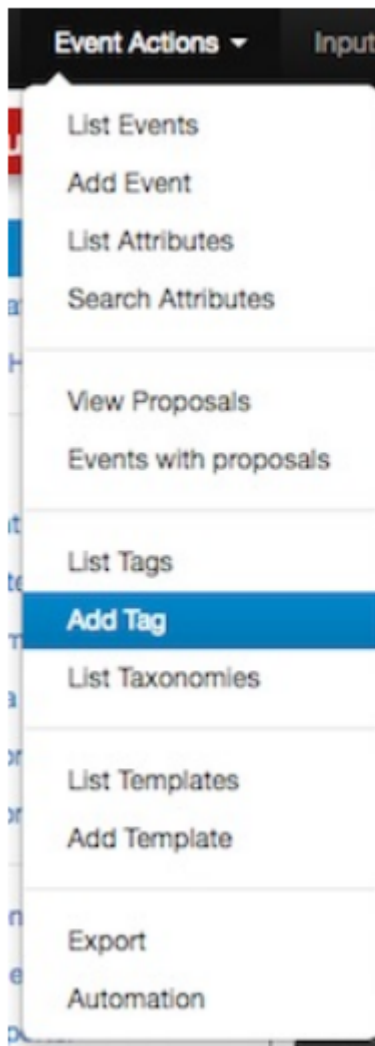 Event Actions Input
List Events
Add Event
List Attributes
Search Attributes
View Proposals
Events with proposals
List Tags
Add Tag
List Taxonomies
List Templates
Add Template
Export
Automation